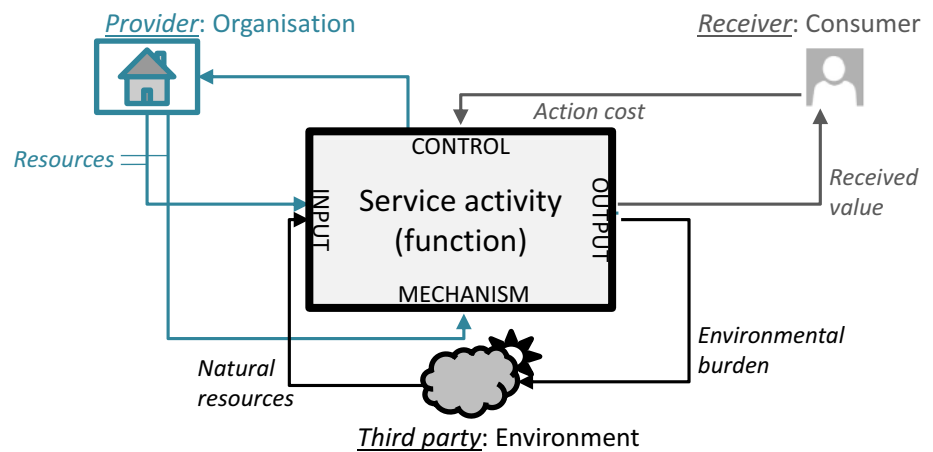 Provider: Organisation
Receiver: Consumer
Action cost
CONTROL
Resources
INPUT
Service activity
(function)
OUTPUT
Received
value
MECHANISM
Natural
resources
Environmental
burden
Third party: Environment